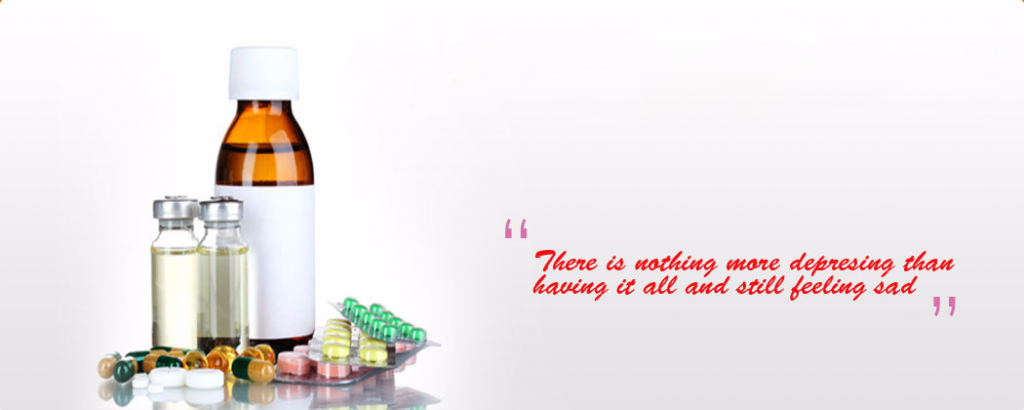 “
There is nothing more depresing than
having it all and still feeling sad
”